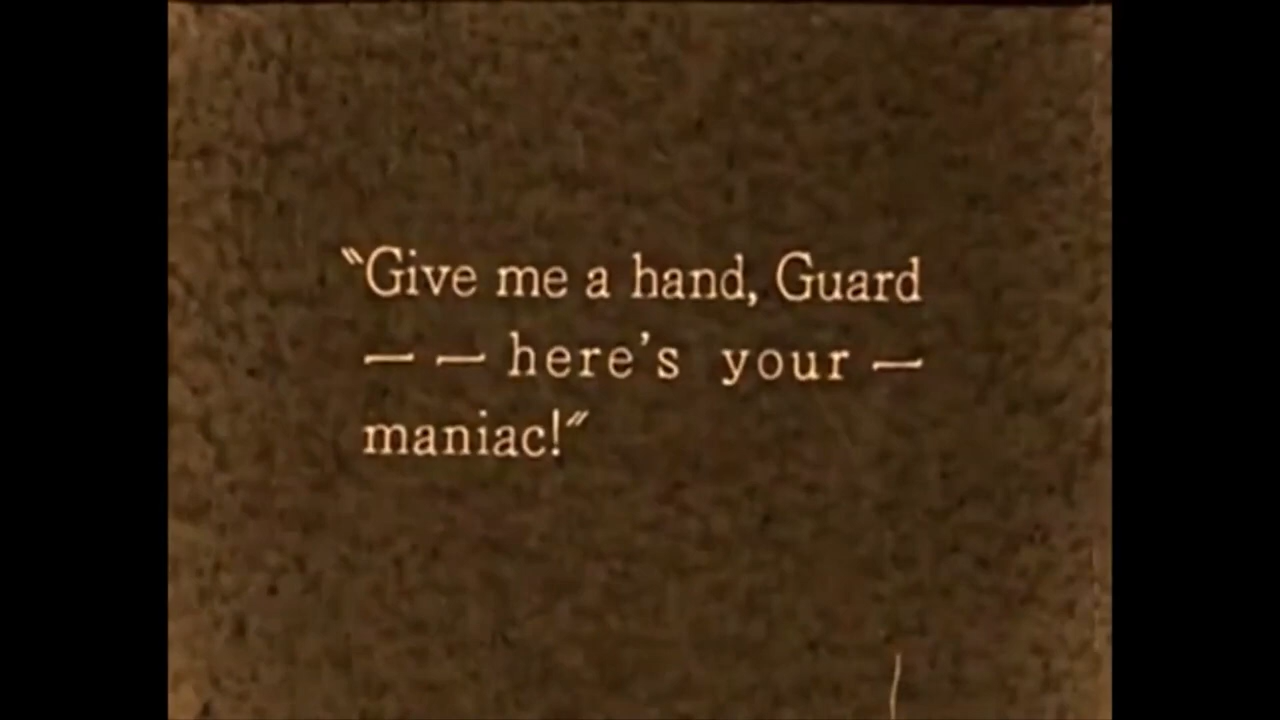 "Give me a hand, Guard
— — here's your —
maniac!"